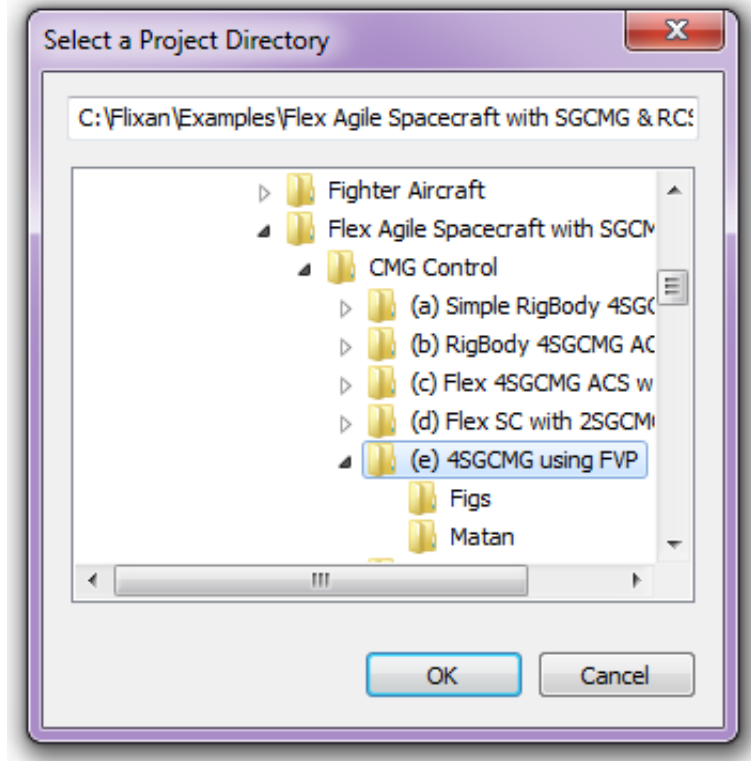 Select a Project Directory
C:\Flixan\Examples\Flex Agile Spacecraft with SGCMG & RCS
Fighter Aircraft
Flex Agile Spacecraft with SGCM
CMG Control
(a) Simple RigBody 4SGC
(b) RigBody 4SGCMG AC
(c) Flex 4SGCMG ACS w
(d) Flex SC with 2SGCM
(e) 4SGCMG using FVP
Figs
Matan
OK Cancel